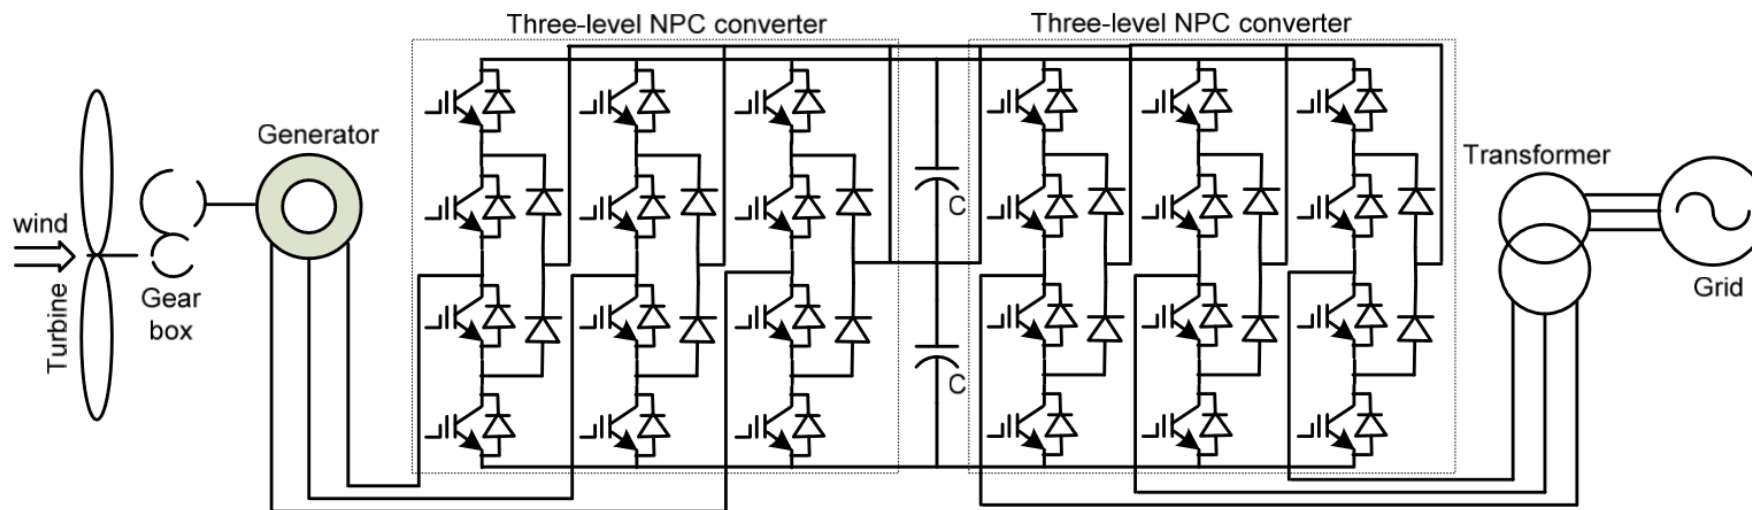 Three-level NPC converter
Three-level NPC converter
Generator
Transformer
wind
C
Turbine
Gear
box
Grid
C